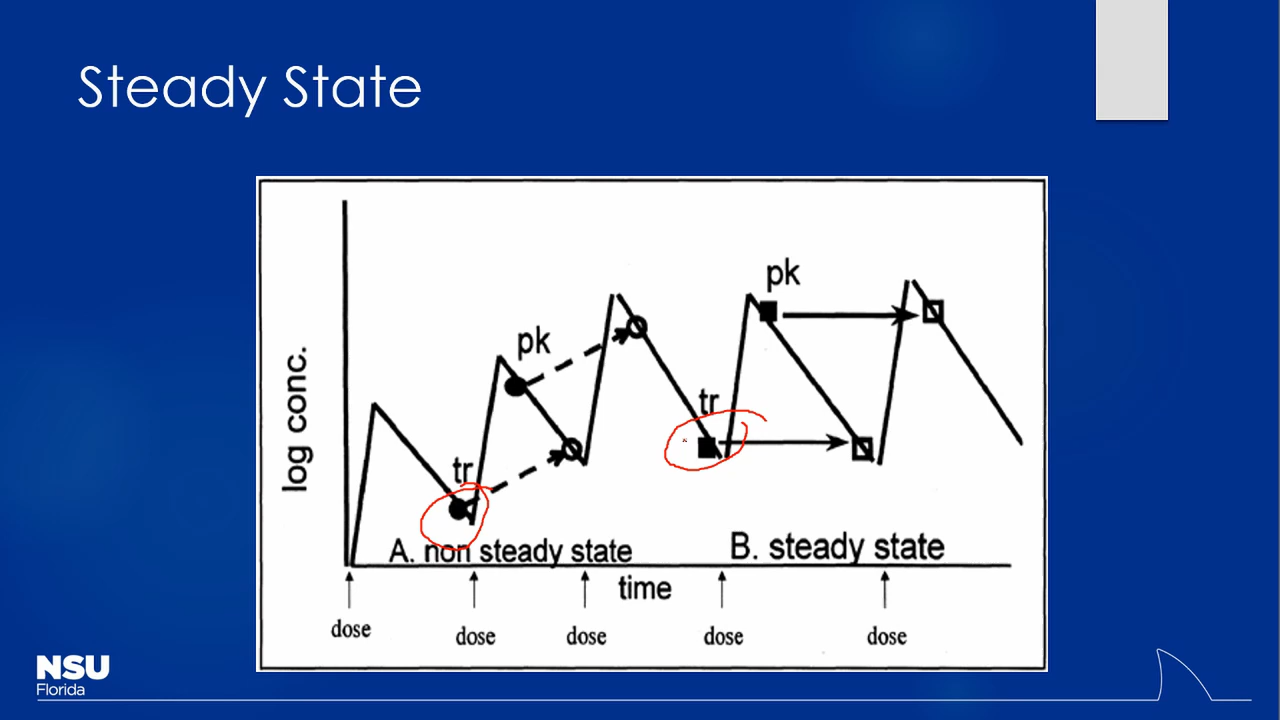 Steady State
pk
pk
tr
tr
log conc.
A. non steady state
B. steady state
time
dose
dose
dose
dose
dose
NSU
Florida